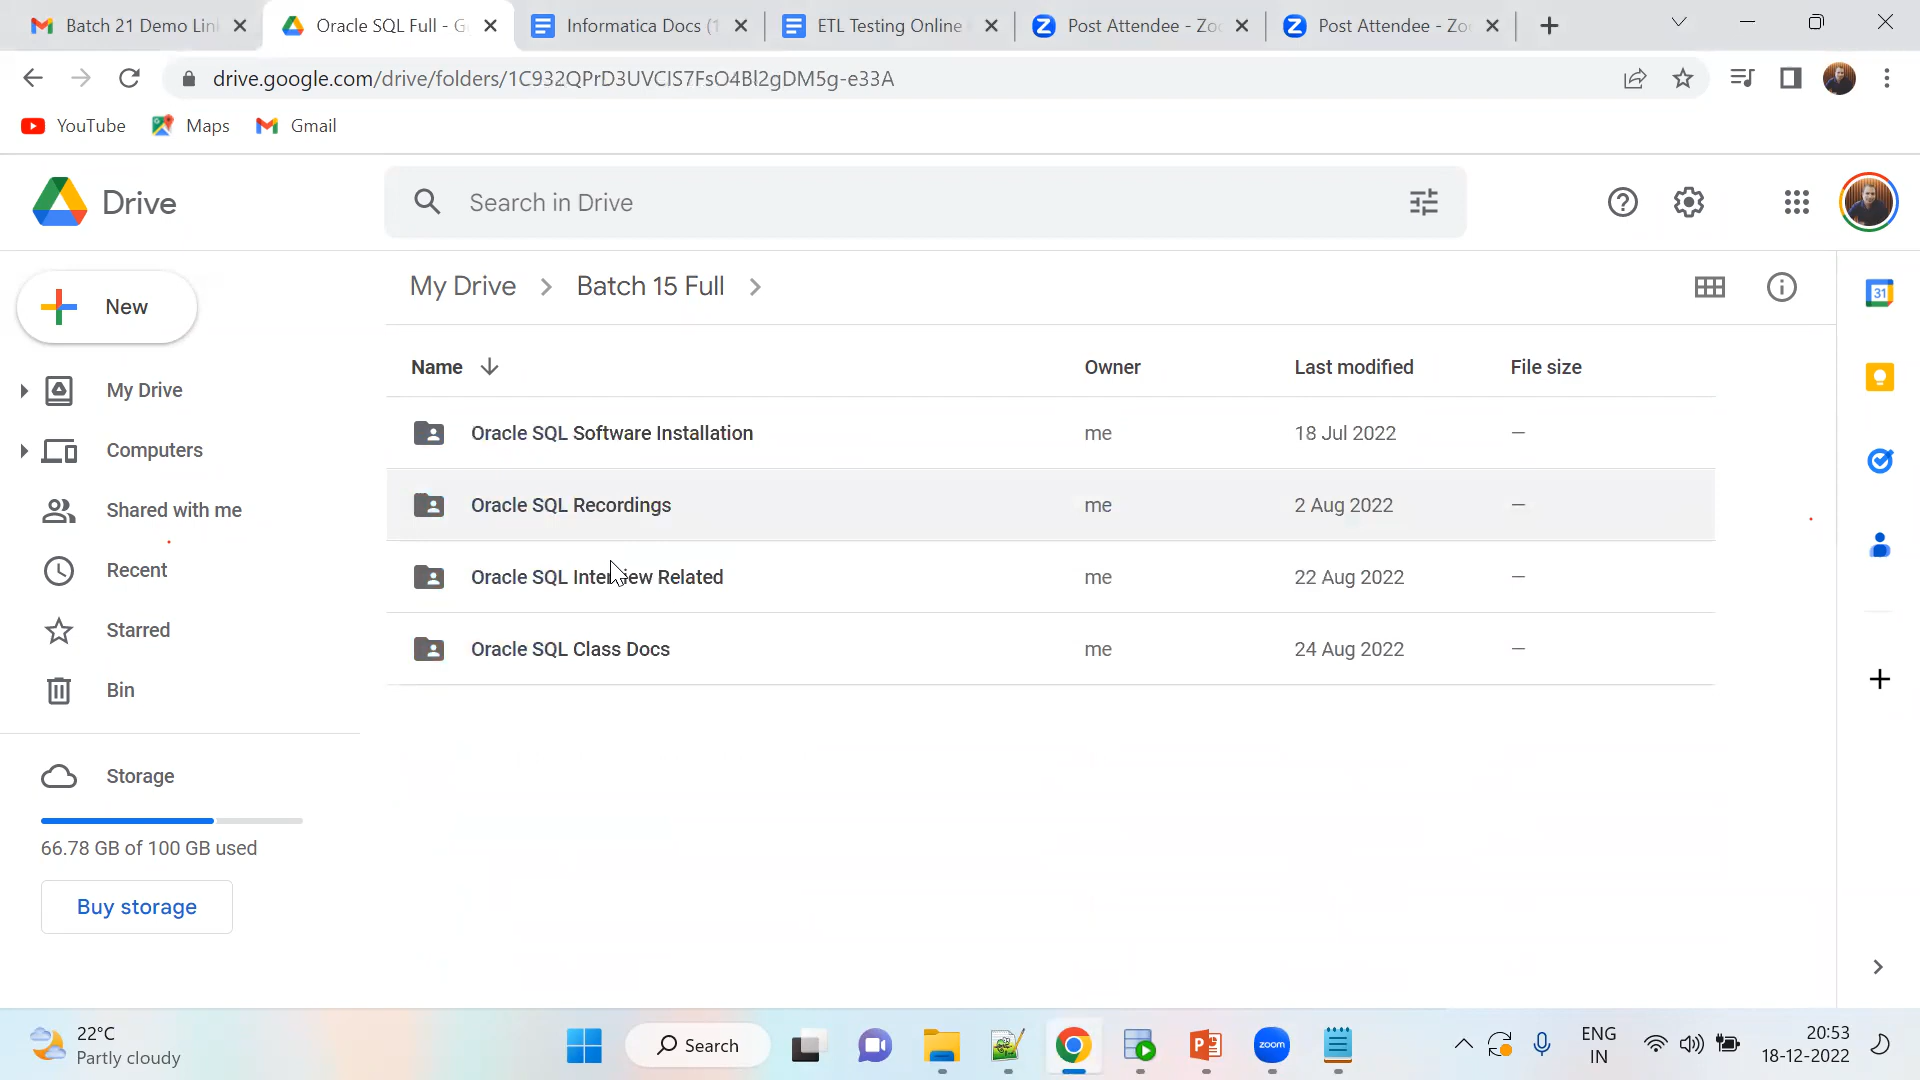 Batch 21 Demo Lin
Oracle SQL Full - G
Informatica Docs (1
ETL Testing Online
Post Attendee - Zo
Post Attendee - Zo
drive.google.com/drive/folders/1C932QPrD3UVClS7FsO4Bl2gDM5g-e33A
YouTube
Maps
Gmail
Drive
Search in Drive
New
My Drive
Computers
Shared with me
Recent
Starred
Bin
Storage
66.78 GB of 100 GB used
Buy storage
My Drive > Batch 15 Full >
Name Owner Last modified File size
Oracle SQL Software Installation me 18 Jul 2022 —
Oracle SQL Recordings me 2 Aug 2022 —
Oracle SQL Interview Related me 22 Aug 2022 —
Oracle SQL Class Docs me 24 Aug 2022 —
31
22°C
Partly cloudy
Search
zoom
ENG
IN
20:53
18-12-2022